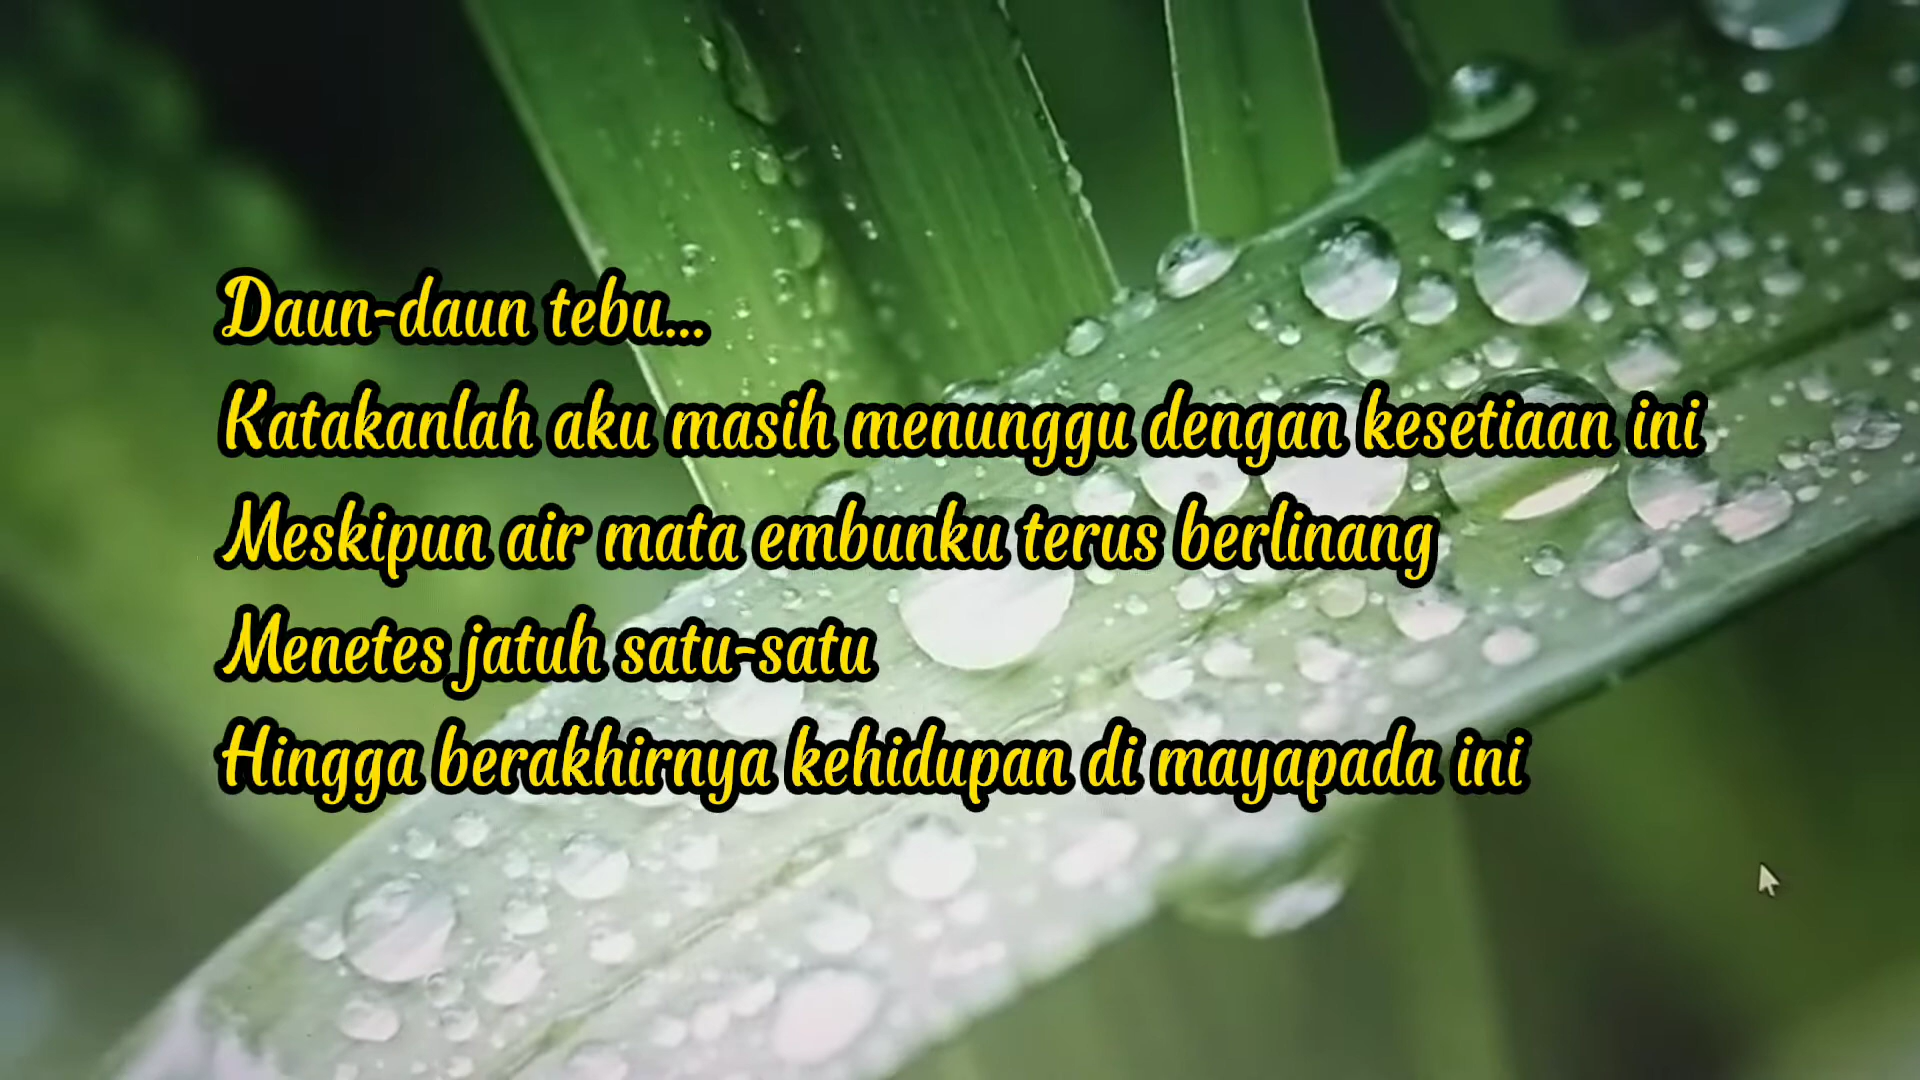 Daun-daun tebu...
Katakanlah aku masih menunggu dengan kesetiaan ini
Meskipun air mata embunku terus berlinang
Menetes jatuh satu-satu
Hingga berakhirnya kehidupan di mayapada ini